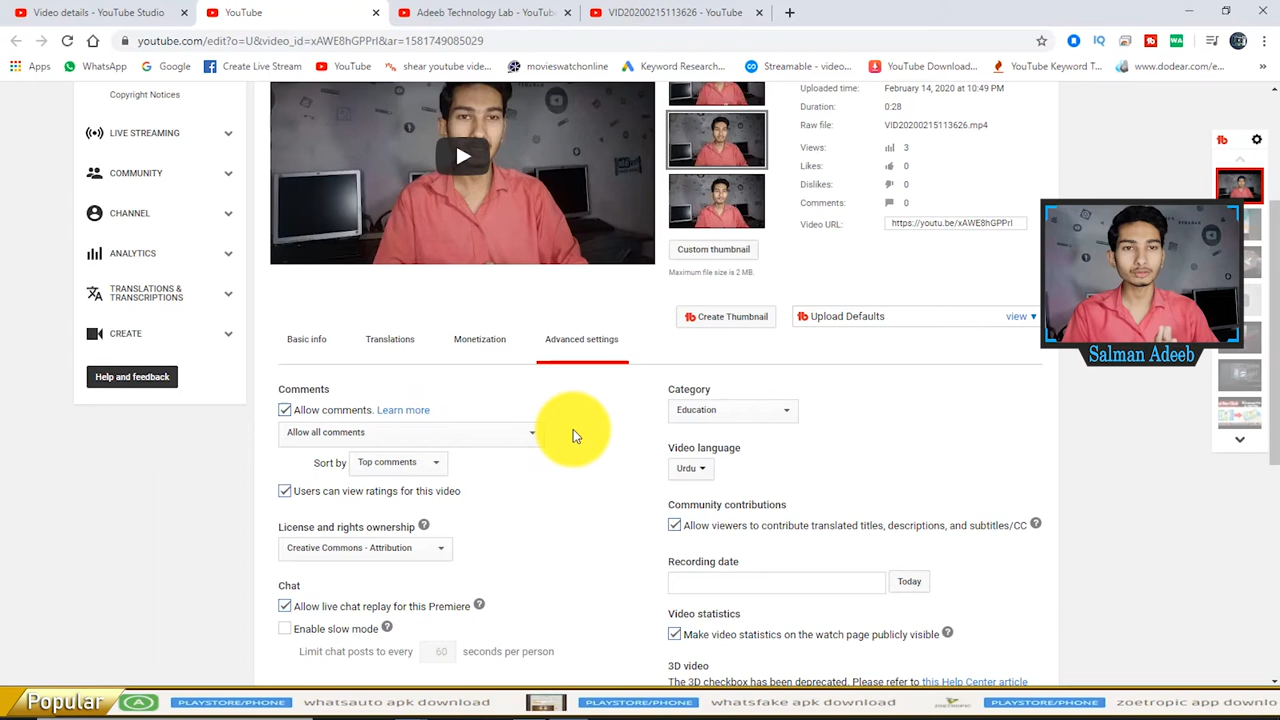 Video details - YouTube Studio
YouTube
Adeeb Technology Lab - YouTub
VID20200215113626 - YouTube
youtube.com/edit?o=U&video_id=xAWE8hGPPrI&ar=1581749085029
Apps
WhatsApp
Google
Create Live Stream
YouTube
shear youtube vide...
movieswatchonline
Keyword Research...
Streamable - video...
YouTube Download...
YouTube Keyword T...
www.dodear.com/e...
Copyright Notices
LIVE STREAMING
COMMUNITY
CHANNEL
ANALYTICS
TRANSLATIONS &
TRANSCRIPTIONS
CREATE
Help and feedback
Uploaded time: February 14, 2020 at 10:49 PM
Duration: 0:28
Raw file: VID20200215113626.mp4
Views: 3
Likes: 0
Dislikes: 0
Comments: 0
Video URL: https://youtu.be/xAWE8hGPPrI
Custom thumbnail
Maximum file size is 2 MB.
Create Thumbnail
Upload Defaults view ▼
Salman Adeeb
Basic info
Translations
Monetization
Advanced settings
Comments
Allow comments. Learn more
Allow all comments
Sort by Top comments
Users can view ratings for this video
License and rights ownership ?
Creative Commons - Attribution
Chat
Allow live chat replay for this Premiere ?
Enable slow mode ?
Limit chat posts to every 60 seconds per person
Category
Education
Video language
Urdu
Community contributions
Allow viewers to contribute translated titles, descriptions, and subtitles/CC ?
Recording date
Today
Video statistics
Make video statistics on the watch page publicly visible ?
3D video
The 3D checkbox has been deprecated. Please refer to this Help Center article
Popular A PLAYSTORE/PHONE whatsauto apk download PLAYSTORE/PHONE whatsfake apk download PLAYSTORE/PHONE zoetropic app downlo